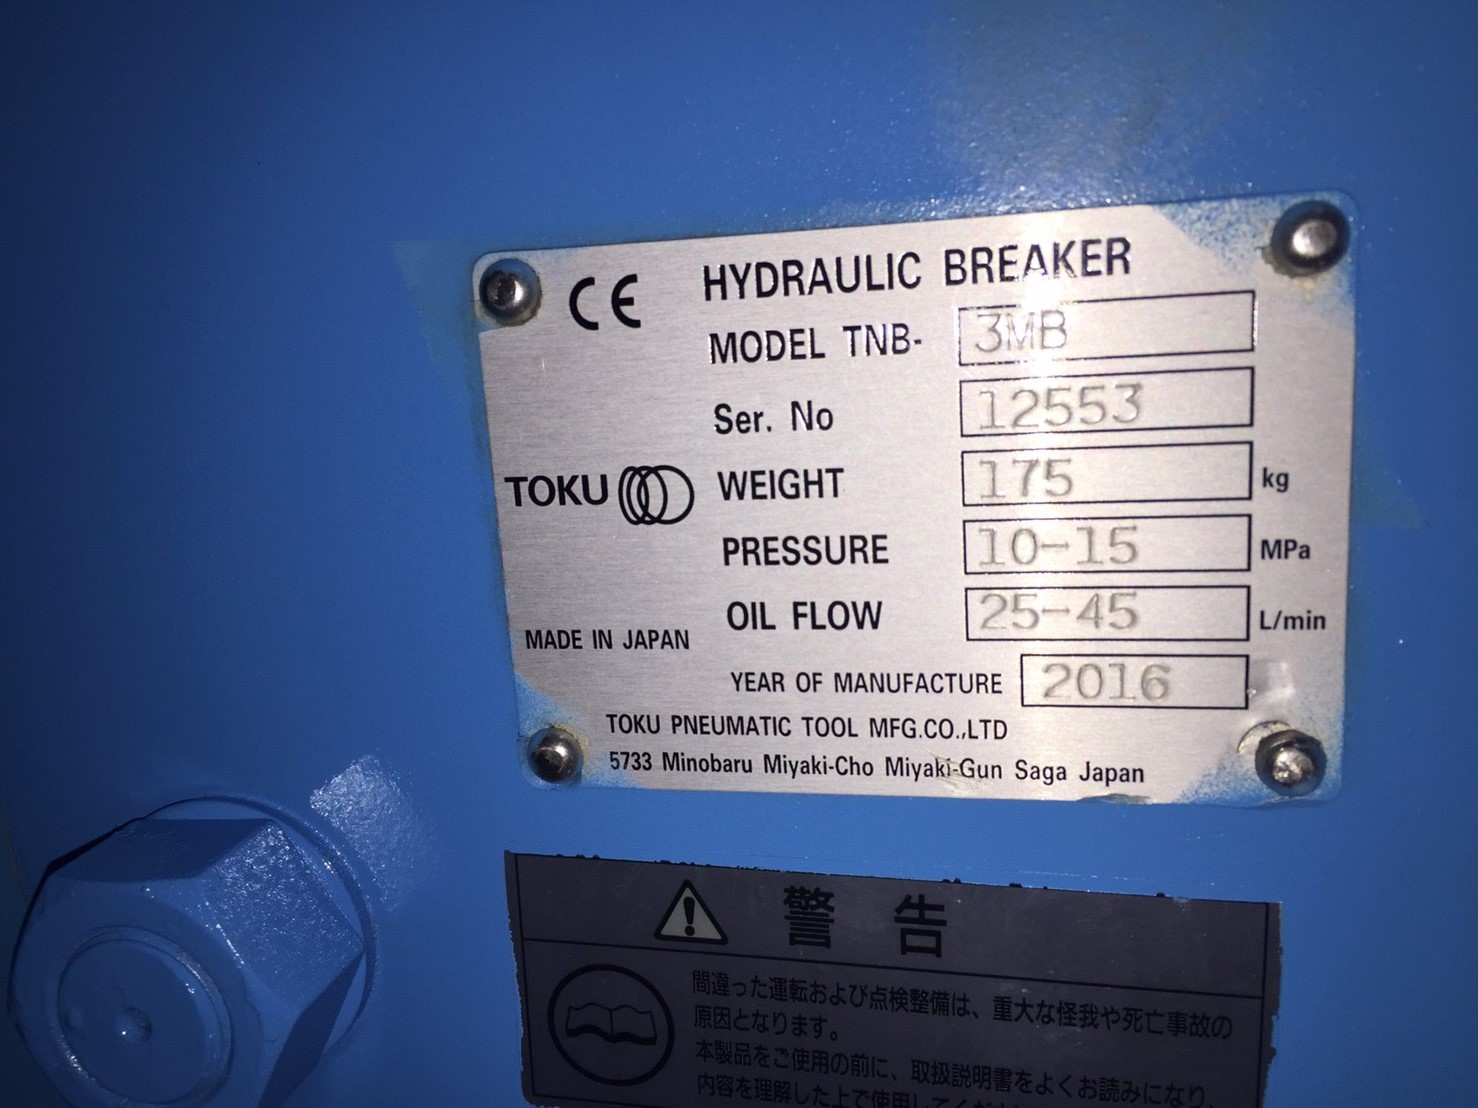 CE HYDRAULIC BREAKER
MODEL TNB- 3MB
Ser. No 12553
TOKU WEIGHT 175 kg
PRESSURE 10-15 MPa
OIL FLOW 25-45 L/min
MADE IN JAPAN
YEAR OF MANUFACTURE 2016
TOKU PNEUMATIC TOOL MFG.CO.,LTD
5733 Minobaru Miyaki-Cho Miyaki-Gun Saga Japan
警告
間違った運転および点検整備は、重大な怪我や死亡事故の
原因となります。
本製品をご使用の前に、取扱説明書をよくお読みになり、
内容を理解した上で使用してくだ